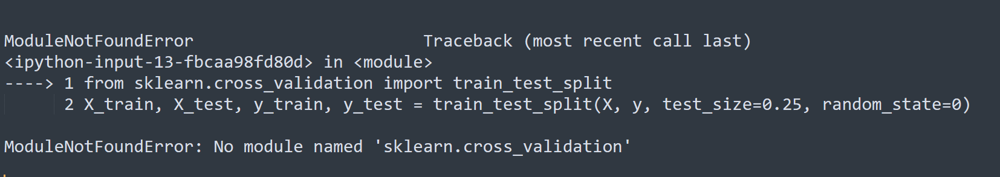 ModuleNotFoundError                       Traceback (most recent call last)
<ipython-input-13-fbcaa98fd80d> in <module>
----> 1 from sklearn.cross_validation import train_test_split
      2 X_train, X_test, y_train, y_test = train_test_split(X, y, test_size=0.25, random_state=0)
ModuleNotFoundError: No module named 'sklearn.cross_validation'